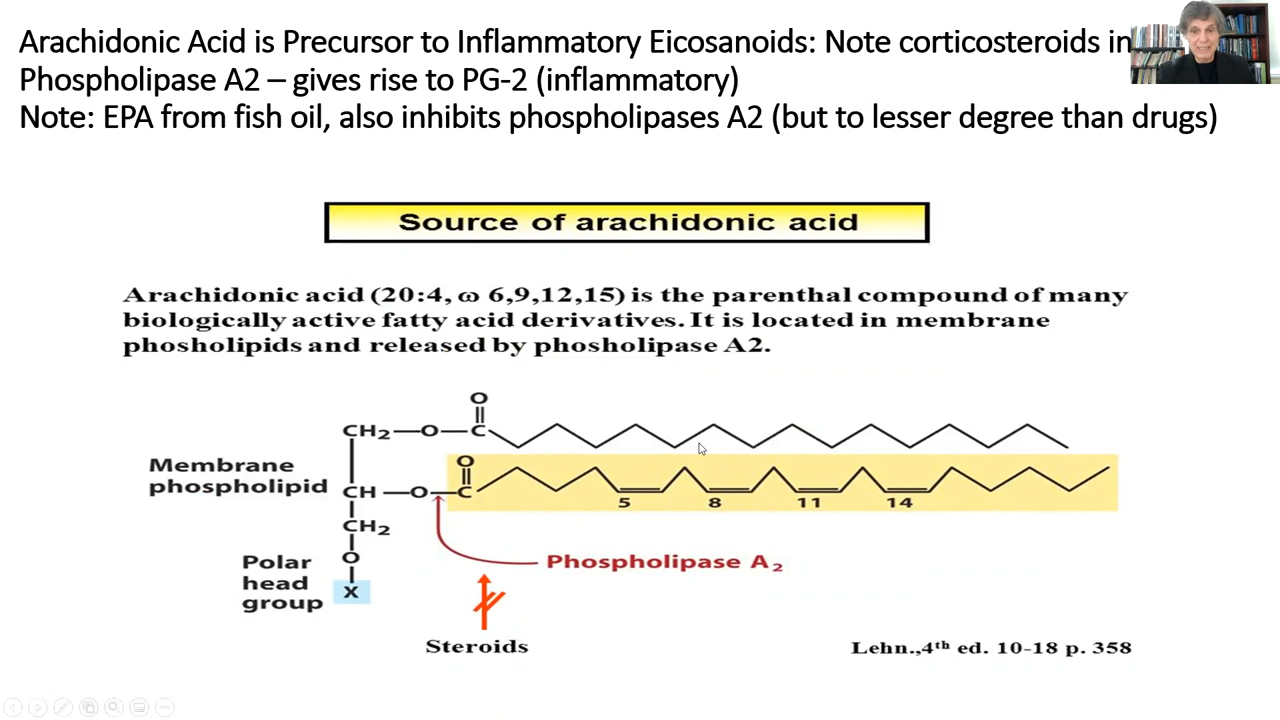 Arachidonic Acid is Precursor to Inflammatory Eicosanoids: Note corticosteroids in
Phospholipase A2 – gives rise to PG-2 (inflammatory)
Note: EPA from fish oil, also inhibits phospholipases A2 (but to lesser degree than drugs)
Source of arachidonic acid
Arachidonic acid (20:4, ω 6,9,12,15) is the parenthal compound of many
biologically active fatty acid derivatives. It is located in membrane
phosholipids and released by phosholipase A2.
O
CH2—O—C
O
Membrane
phospholipid
CH—O—C
5 8 11 14
CH2
O
Polar
head
group
X
Phospholipase A2
Steroids
Lehn.,4th ed. 10-18 p. 358